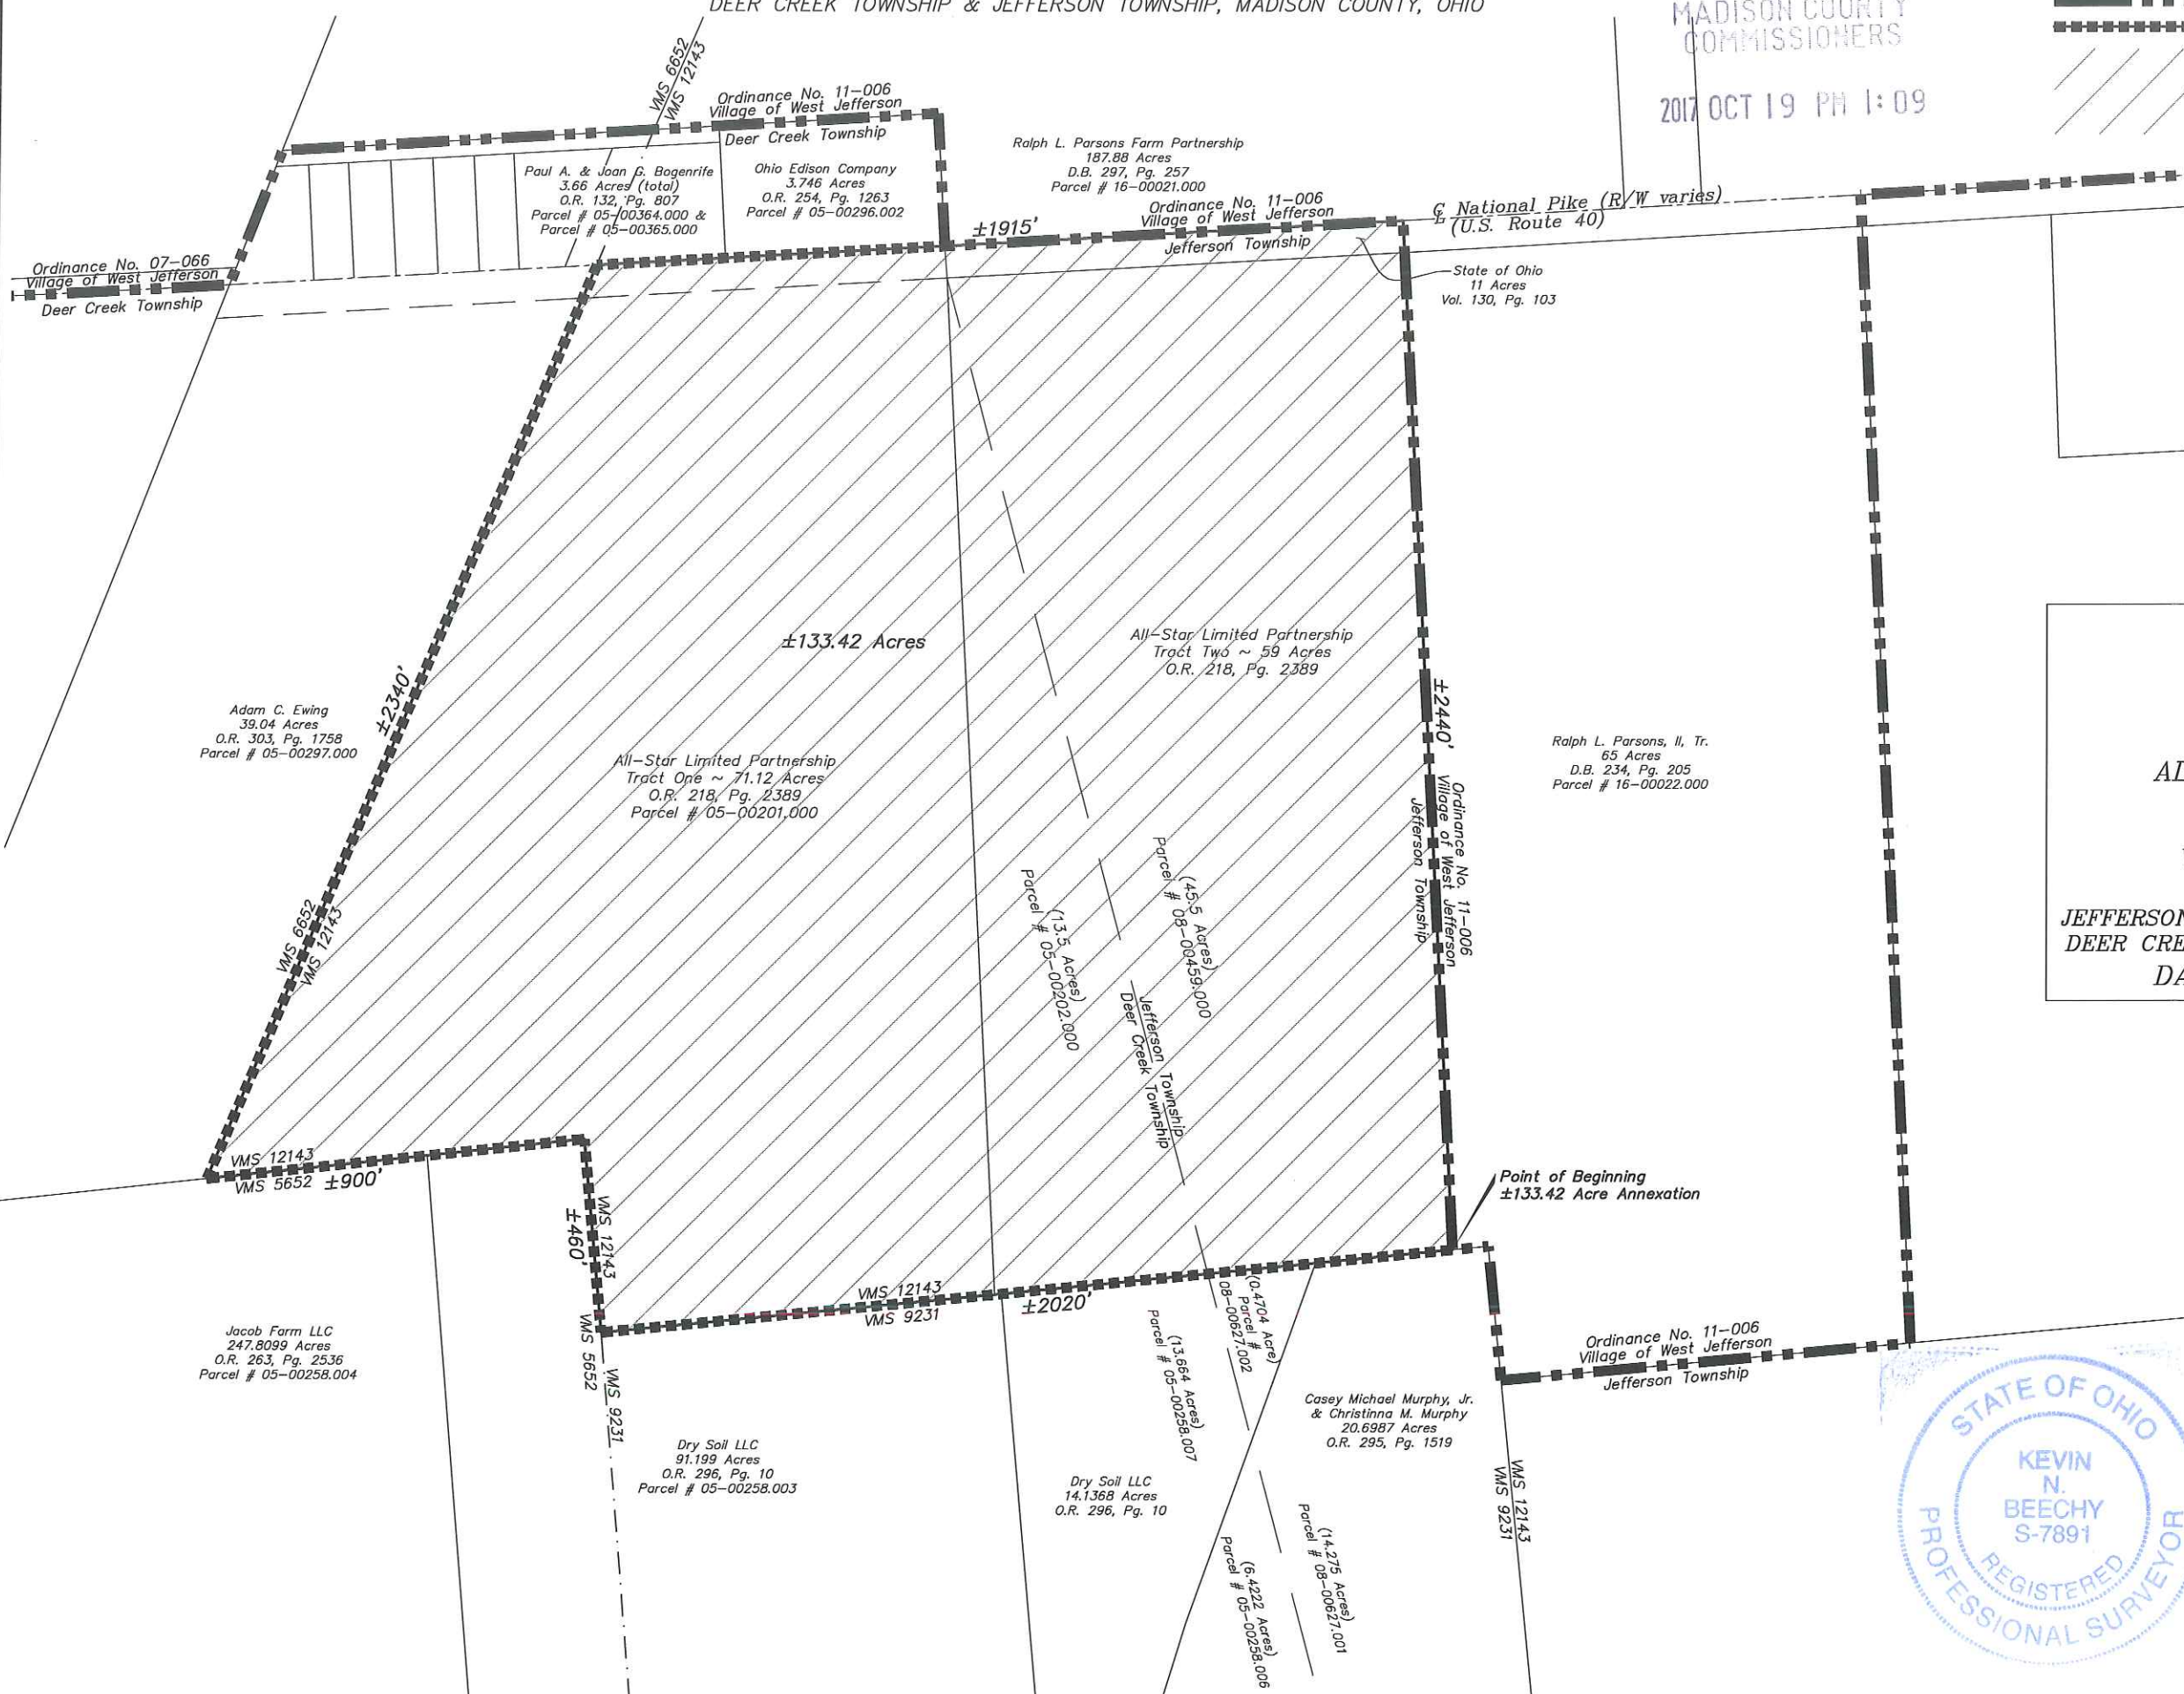 DEER CREEK TOWNSHIP & JEFFERSON TOWNSHIP, MADISON COUNTY, OHIO
MADISON COUNTY
COMMISSIONERS
2017 OCT 19 PM 1:09
VMS 6652
VMS 12143
Ordinance No. 11-006
Village of West Jefferson
Deer Creek Township
Paul A. & Joan G. Bogenrife
3.66 Acres (total)
O.R. 132, Pg. 807
Parcel # 05-00364.000 &
Parcel # 05-00365.000
Ohio Edison Company
3.746 Acres
O.R. 254, Pg. 1263
Parcel # 05-00296.002
Ralph L. Parsons Farm Partnership
187.88 Acres
D.B. 297, Pg. 257
Parcel # 16-00021.000
±1915'
Ordinance No. 11-006
Village of West Jefferson
Jefferson Township
℄ National Pike (R/W varies)
(U.S. Route 40)
State of Ohio
11 Acres
Vol. 130, Pg. 103
Ordinance No. 07-066
Village of West Jefferson
Deer Creek Township
±133.42 Acres
All-Star Limited Partnership
Tract Two ~ 59 Acres
O.R. 218, Pg. 2389
±2340'
Adam C. Ewing
39.04 Acres
O.R. 303, Pg. 1758
Parcel # 05-00297.000
All-Star Limited Partnership
Tract One ~ 71.12 Acres
O.R. 218, Pg. 2389
Parcel # 05-00201.000
±2440'
Ordinance No. 11-006
Village of West Jefferson
Jefferson Township
Ralph L. Parsons, II, Tr.
65 Acres
D.B. 234, Pg. 205
Parcel # 16-00022.000
AL
JEFFERSON
DEER CRE
DA
(13.5 Acres)
Parcel # 05-00202.000
(45.5 Acres)
Parcel # 08-00459.000
Jefferson Township
Deer Creek Township
VMS 6652
VMS 12143
VMS 12143
VMS 5652
±900'
±460'
VMS 12143
VMS 5652
VMS 9231
VMS 12143
VMS 9231
±2020'
Point of Beginning
±133.42 Acre Annexation
(0.4704 Acre)
Parcel #
08-00627.002
(13.664 Acres)
Parcel # 05-00258.007
Jacob Farm LLC
247.8099 Acres
O.R. 263, Pg. 2536
Parcel # 05-00258.004
Dry Soil LLC
91.199 Acres
O.R. 296, Pg. 10
Parcel # 05-00258.003
Dry Soil LLC
14.1368 Acres
O.R. 296, Pg. 10
Casey Michael Murphy, Jr.
& Christinna M. Murphy
20.6987 Acres
O.R. 295, Pg. 1519
(14.275 Acres)
Parcel # 08-00627.001
(6.4222 Acres)
Parcel # 05-00258.006
VMS 12143
VMS 9231
Ordinance No. 11-006
Village of West Jefferson
Jefferson Township
STATE OF OHIO
KEVIN
N.
BEECHY
S-7891
REGISTERED
PROFESSIONAL SURVEYOR